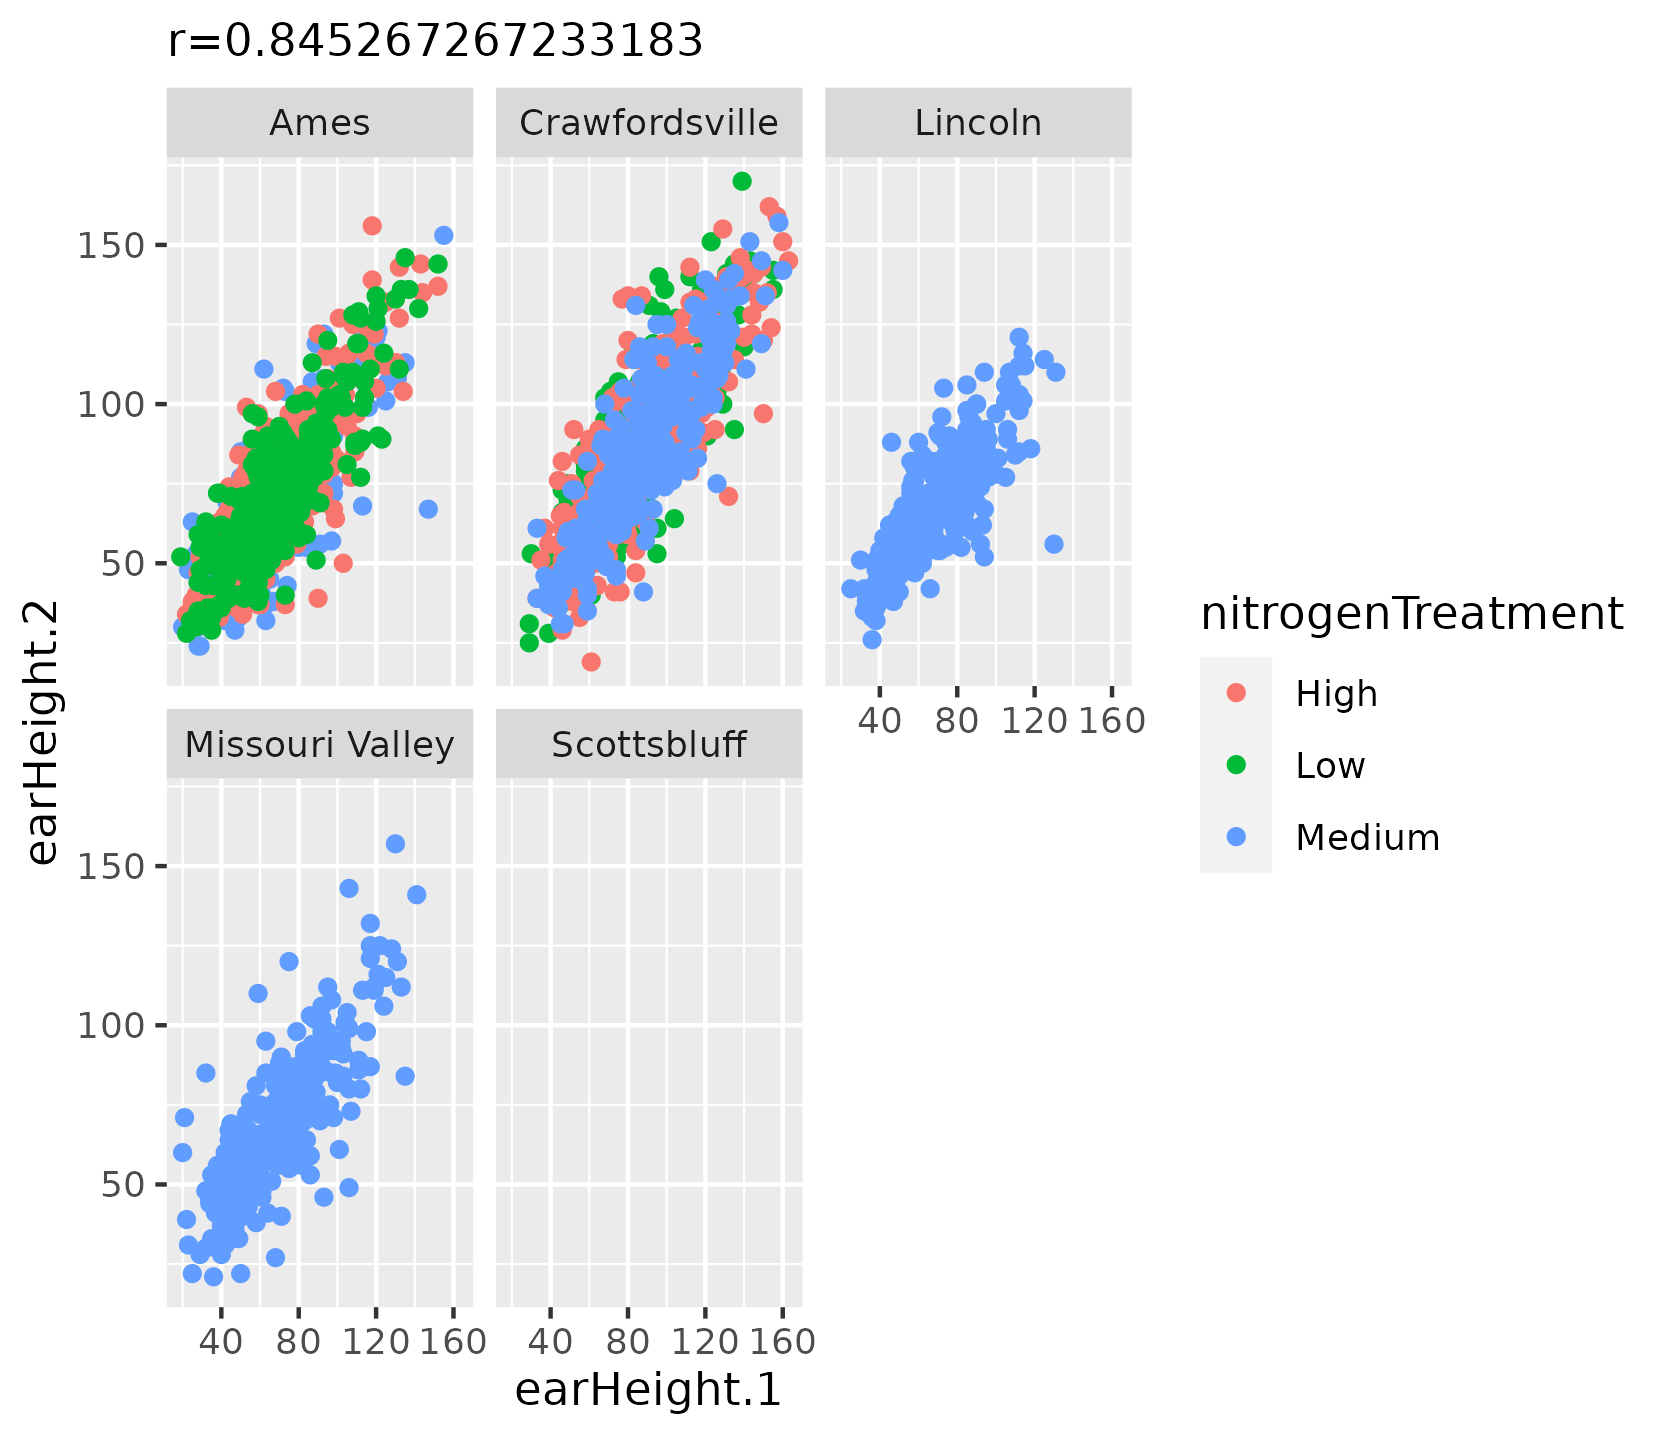 r=0.845267267233183
Ames
Crawfordsville
Lincoln
150
100
50
40 80 120 160
Missouri Valley
Scottsbluff
150
100
50
40 80 120 160
40 80 120 160
earHeight.1
earHeight.2
nitrogenTreatment
High
Low
Medium